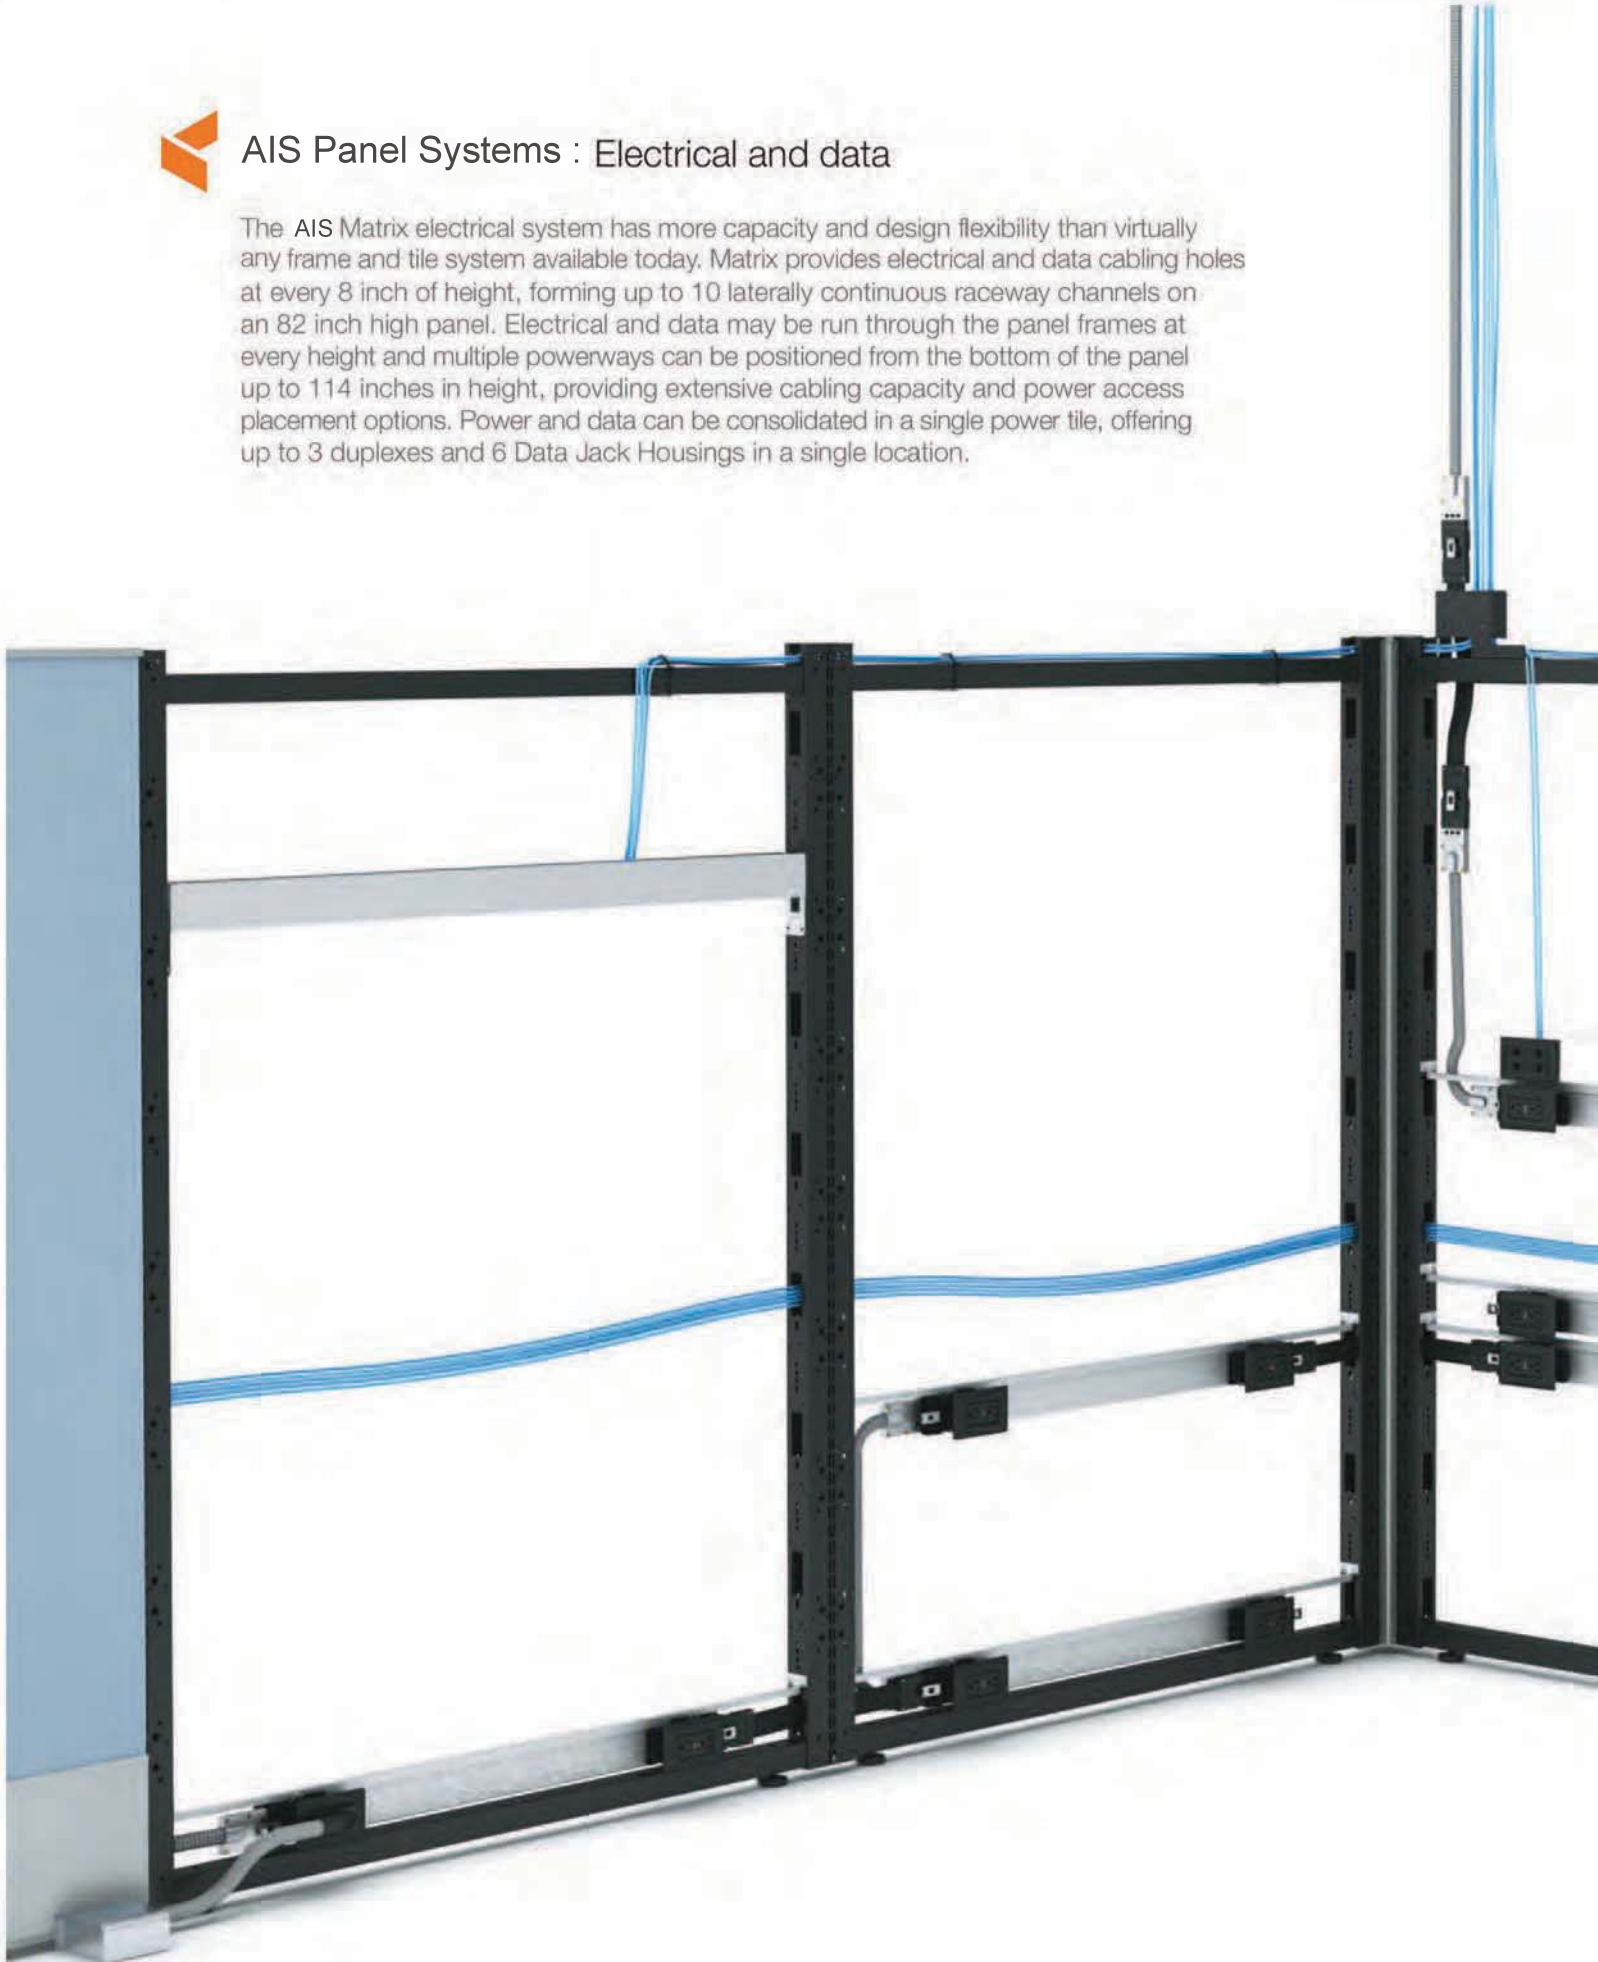 AIS Panel Systems : Electrical and data
The AIS Matrix electrical system has more capacity and design flexibility than virtually
any frame and tile system available today. Matrix provides electrical and data cabling holes
at every 8 inch of height, forming up to 10 laterally continuous raceway channels on
an 82 inch high panel. Electrical and data may be run through the panel frames at
every height and multiple powerways can be positioned from the bottom of the panel
up to 114 inches in height, providing extensive cabling capacity and power access
placement options. Power and data can be consolidated in a single power tile, offering
up to 3 duplexes and 6 Data Jack Housings in a single location.